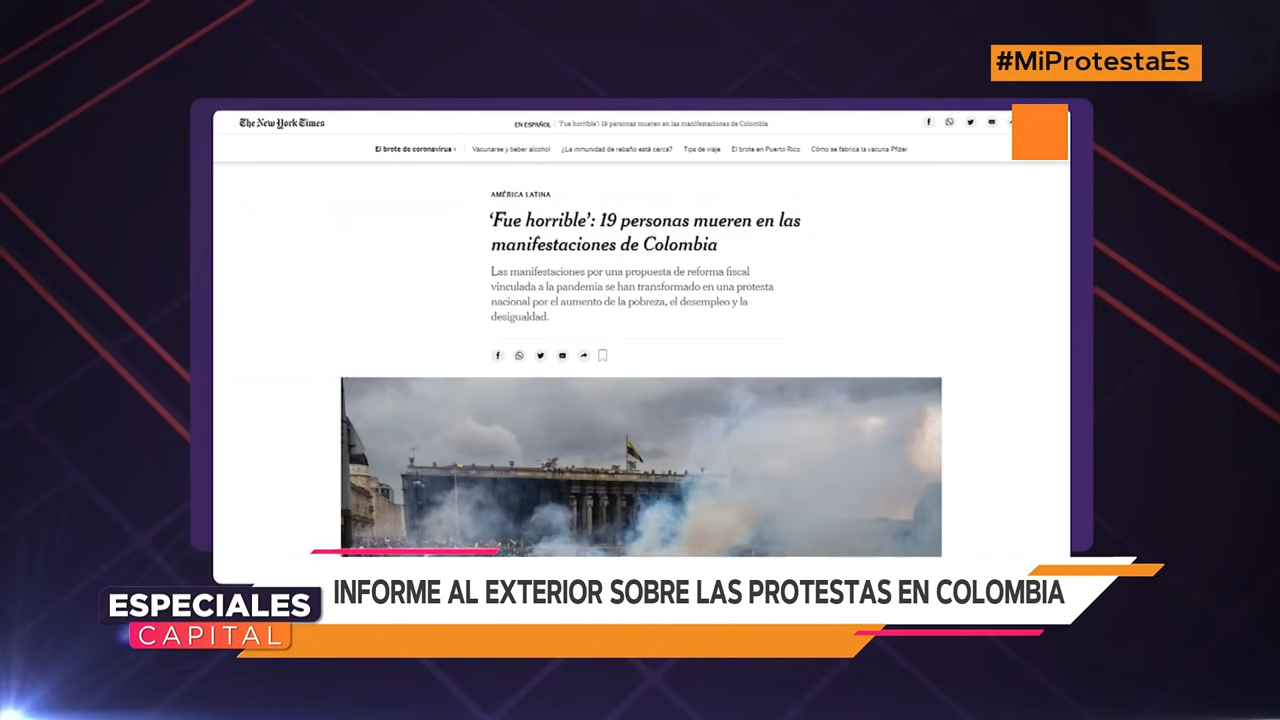 #MiProtestaEs
The New York Times
EN ESPAÑOL | 'Fue horrible': 19 personas mueren en las manifestaciones de Colombia
El brote de coronavirus › Vacunarse y beber alcohol ¿La inmunidad de rebaño está cerca? Tips de viaje El brote en Puerto Rico Cómo se fabrica la vacuna Pfizer
AMÉRICA LATINA
'Fue horrible': 19 personas mueren en las
manifestaciones de Colombia
Las manifestaciones por una propuesta de reforma fiscal
vinculada a la pandemia se han transformado en una protesta
nacional por el aumento de la pobreza, el desempleo y la
desigualdad.
INFORME AL EXTERIOR SOBRE LAS PROTESTAS EN COLOMBIA
ESPECIALES
CAPITAL